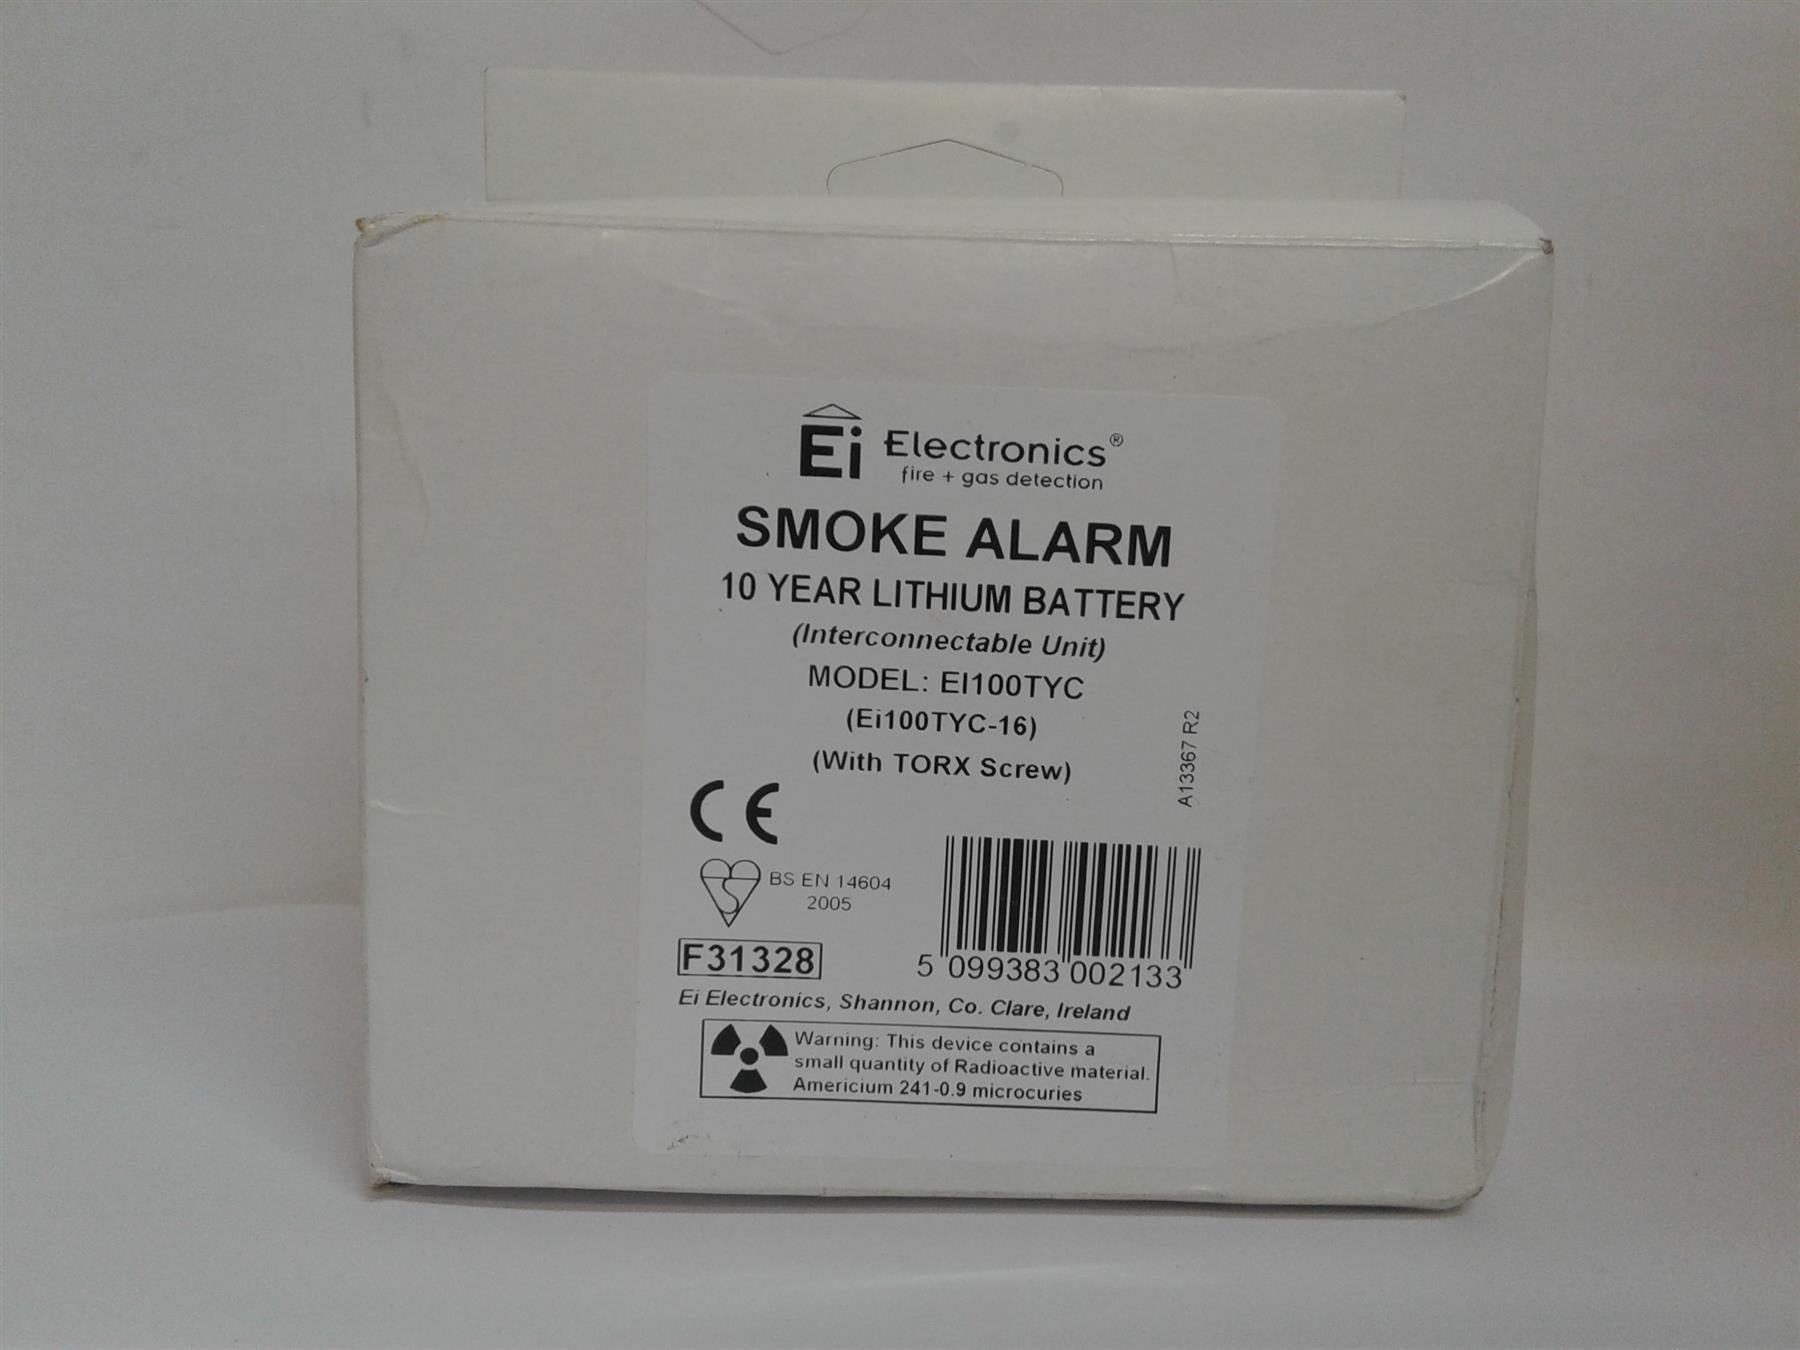 Ei Electronics®
fire + gas detection
SMOKE ALARM
10 YEAR LITHIUM BATTERY
(Interconnectable Unit)
MODEL: EI100TYC
(Ei100TYC-16)
(With TORX Screw)
A13367 R2
CE
BS EN 14604
2005
F31328
5 099383 002133
Ei Electronics, Shannon, Co. Clare, Ireland
Warning: This device contains a
small quantity of Radioactive material.
Americium 241-0.9 microcuries